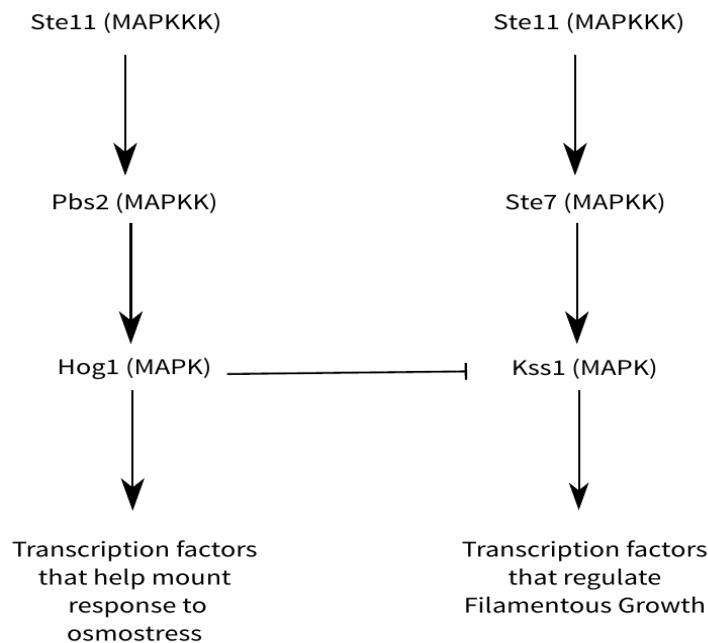 Ste11 (MAPKKK)
Ste11 (MAPKKK)
Pbs2 (MAPKK)
Ste7 (MAPKK)
Hog1 (MAPK)
Kss1 (MAPK)
Transcription factors
that help mount
response to
osmostress
Transcription factors
that regulate
Filamentous Growth